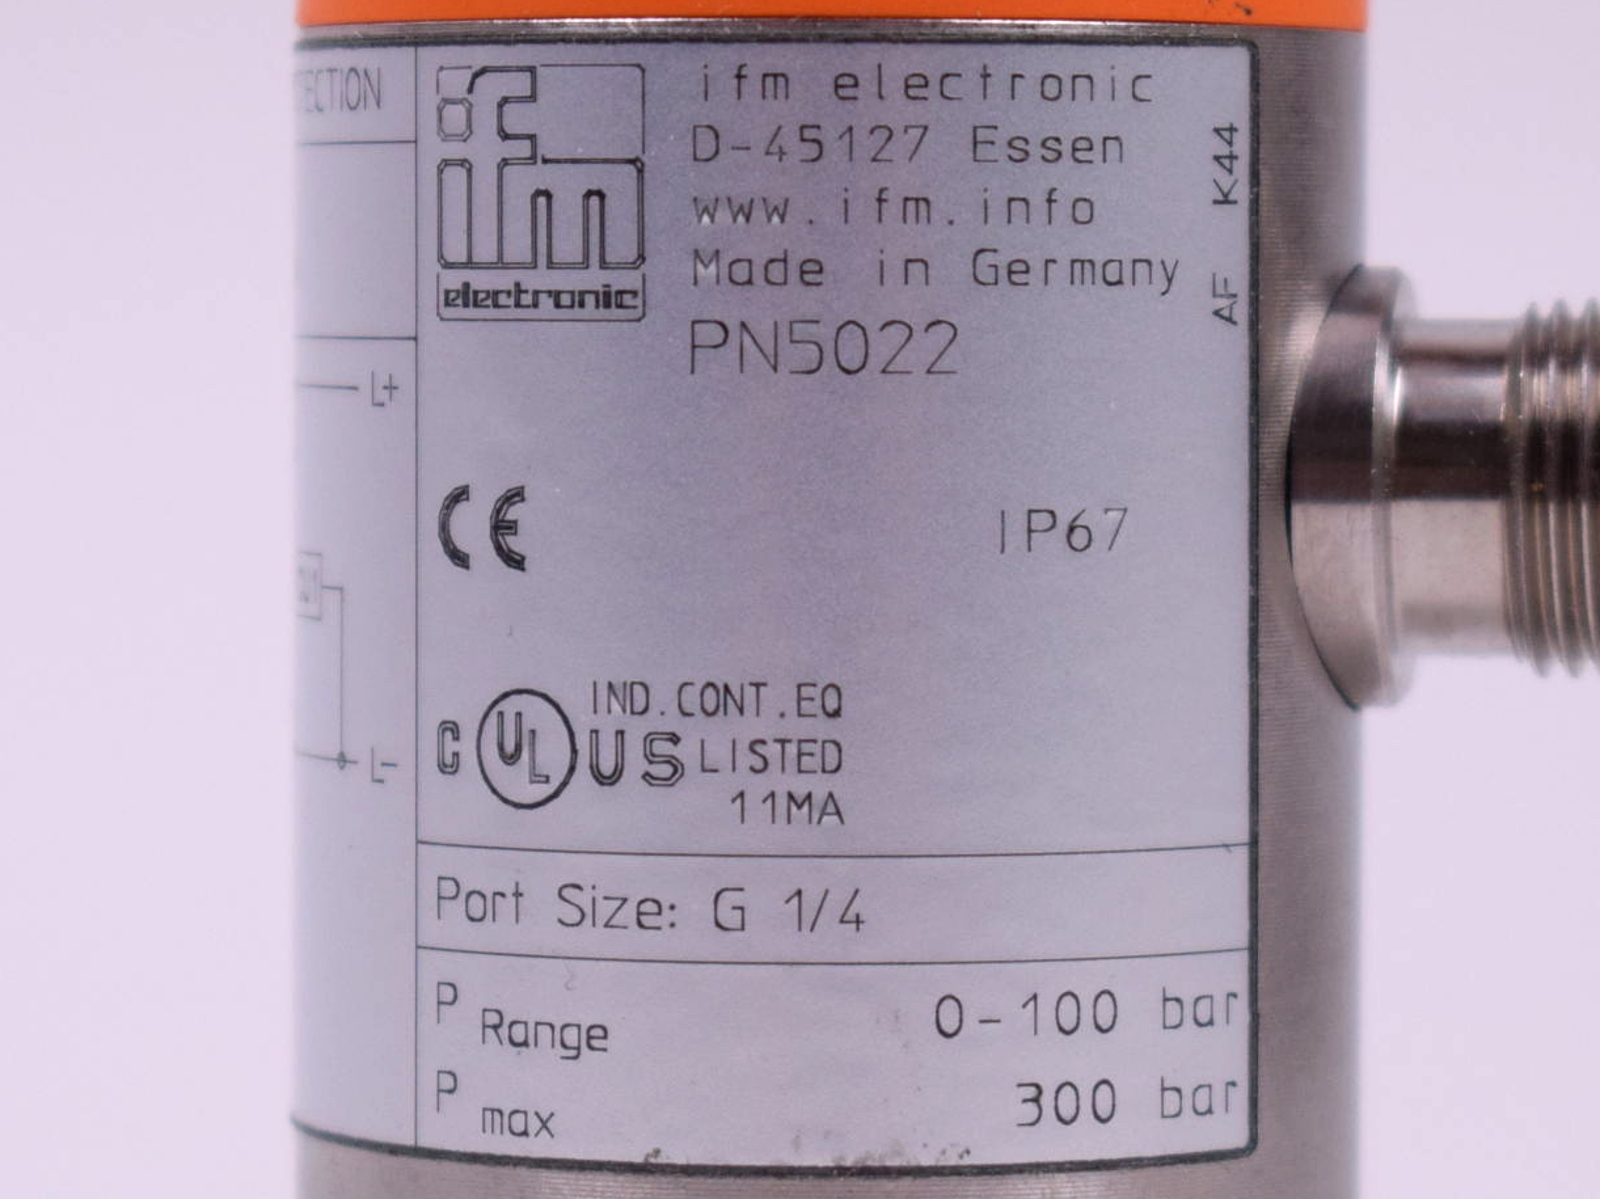 ifm
electronic
ifm electronic
D-45127 Essen
www.ifm.info
Made in Germany
PN5022
AF K44
L+
L-
CE
IP67
C UL US
IND.CONT.EQ
LISTED
11MA
Port Size: G 1/4
P Range 0-100 bar
P max 300 bar